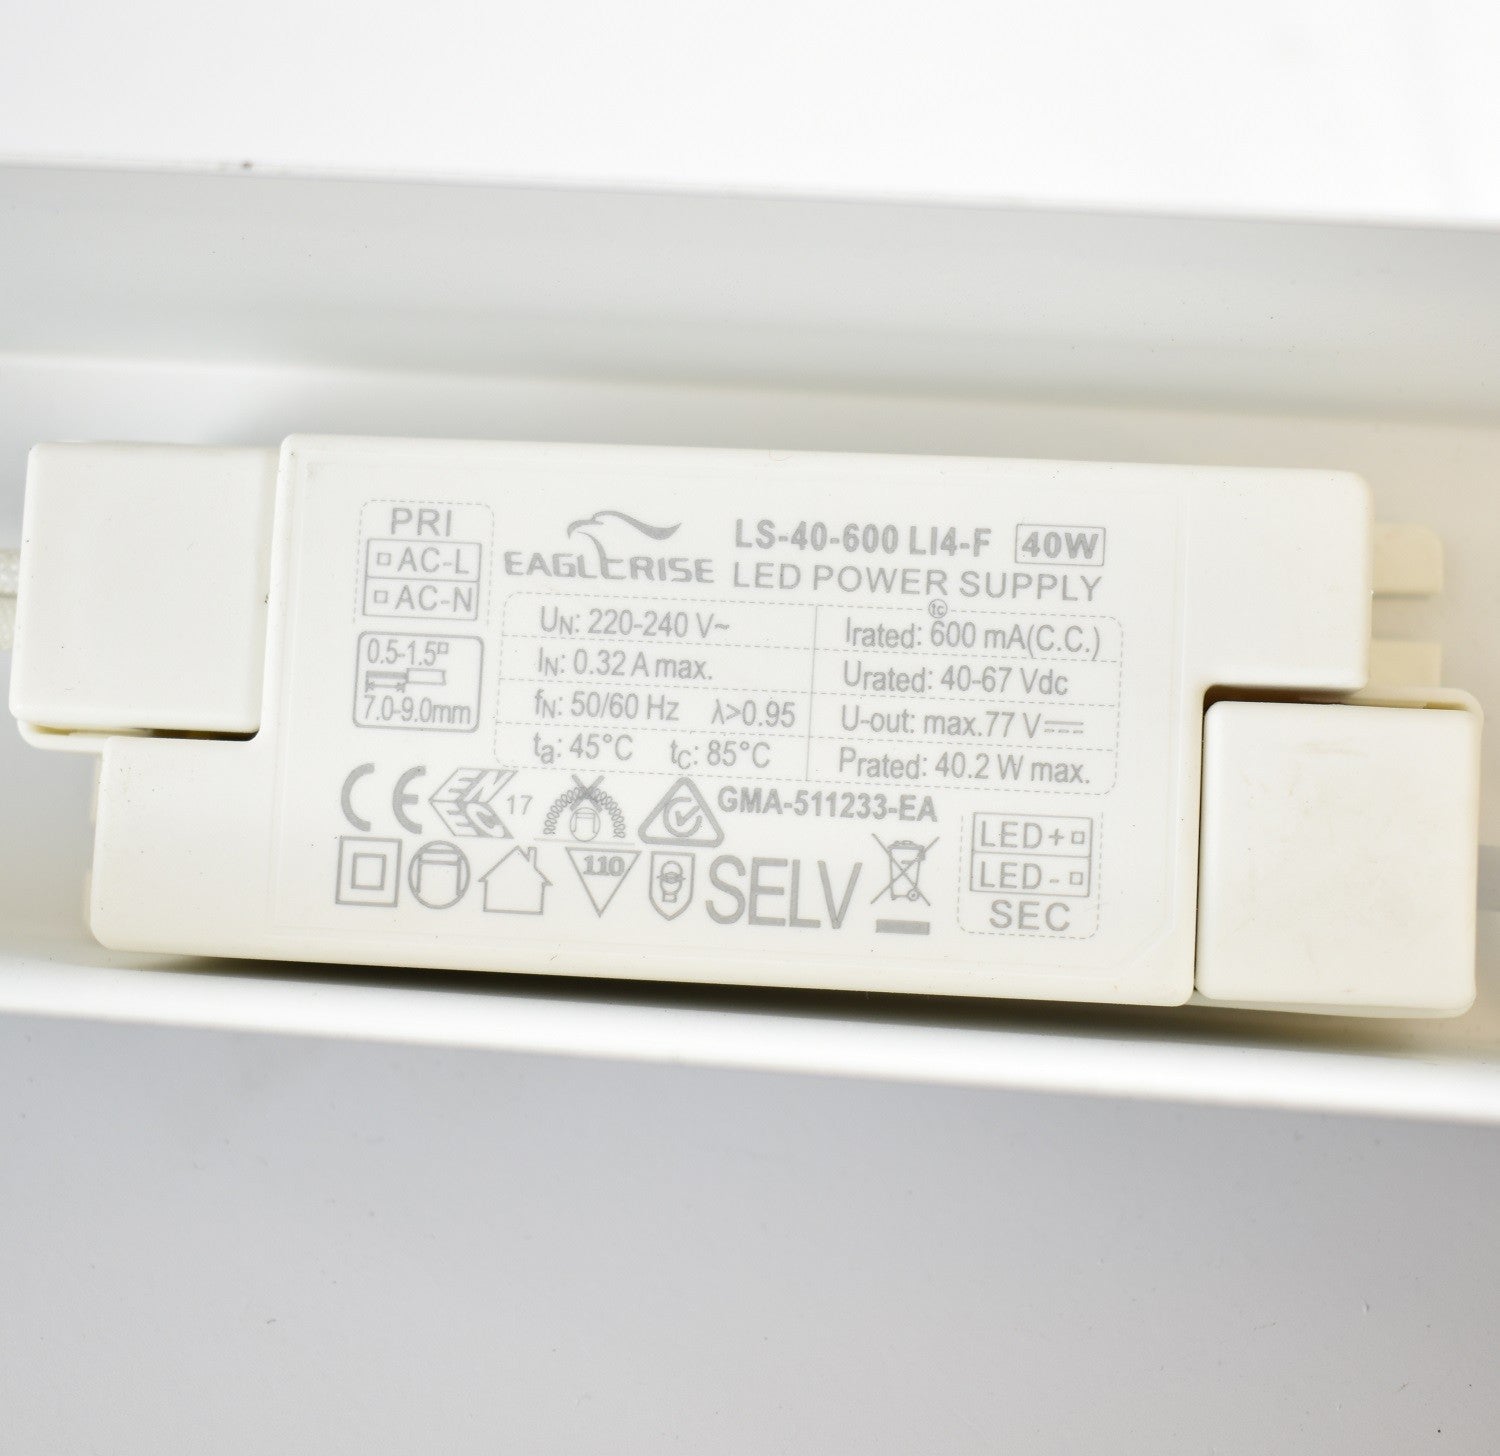 PRI
AC-L
AC-N
0.5-1.5
7.0-9.0mm
EAGLERISE
LS-40-600 LI4-F 40W
LED POWER SUPPLY
tc
UN: 220-240 V~
IN: 0.32 A max.
fN: 50/60 Hz λ>0.95
ta: 45°C tc: 85°C
Irated: 600 mA(C.C.)
Urated: 40-67 Vdc
U-out: max.77 V
Prated: 40.2 W max.
CE ENEC 17 GMA-511233-EA
110 SELV
LED+
LED-
SEC